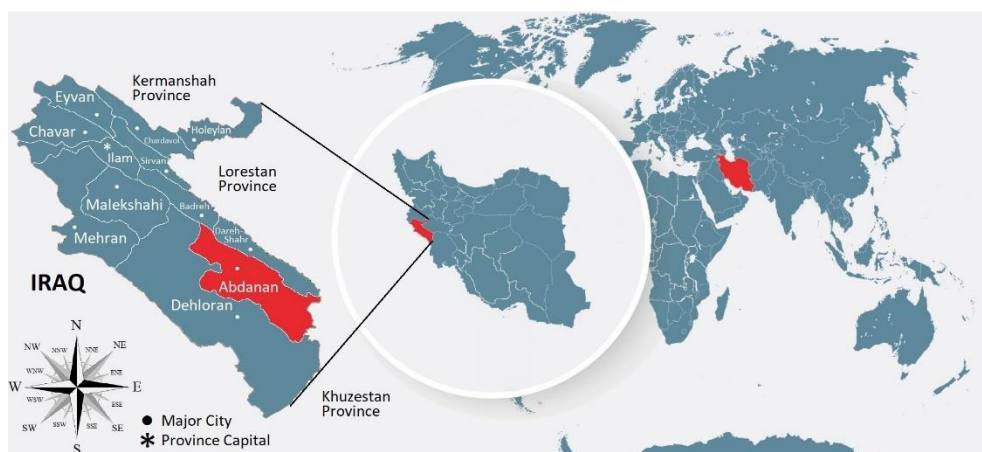 Kermanshah
Province
Eyvan
Chavar
Chardavol
Holeylan
Ilam
Sirvan
Lorestan
Province
Malekshahi
Badreh
Mehran
Dareh-
Shahr
IRAQ
Abdanan
Dehloran
Khuzestan
Province
N
NNW
NNE
NW
NE
WNW
ENE
W
E
WSW
ESE
SW
SSW
SSE
SE
S
Major City
Province Capital